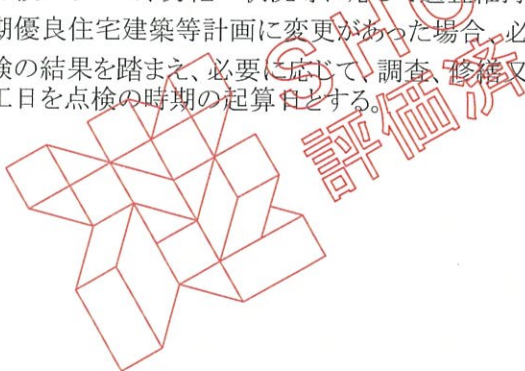 期優良住宅建築等計画に変更があった場合、必
検の結果を踏まえ、必要に応じて、調査、修繕又
工日を点検の時期の起算日とする。
SHO
評価済